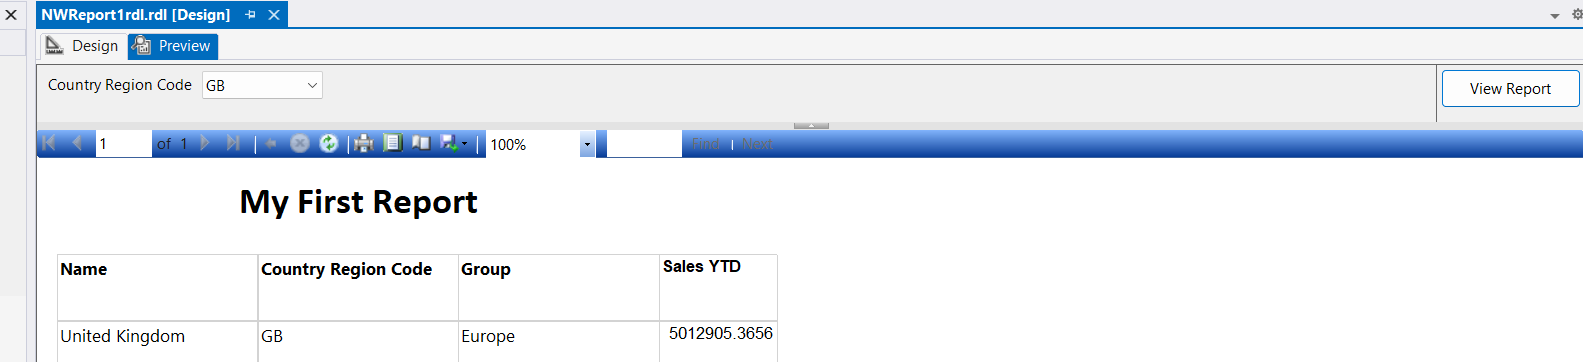 NWReport1rdl.rdl [Design]
Design Preview
Country Region Code GB
View Report
1 of 1 100% Find | Next
My First Report
Name Country Region Code Group Sales YTD
United Kingdom GB Europe 5012905.3656